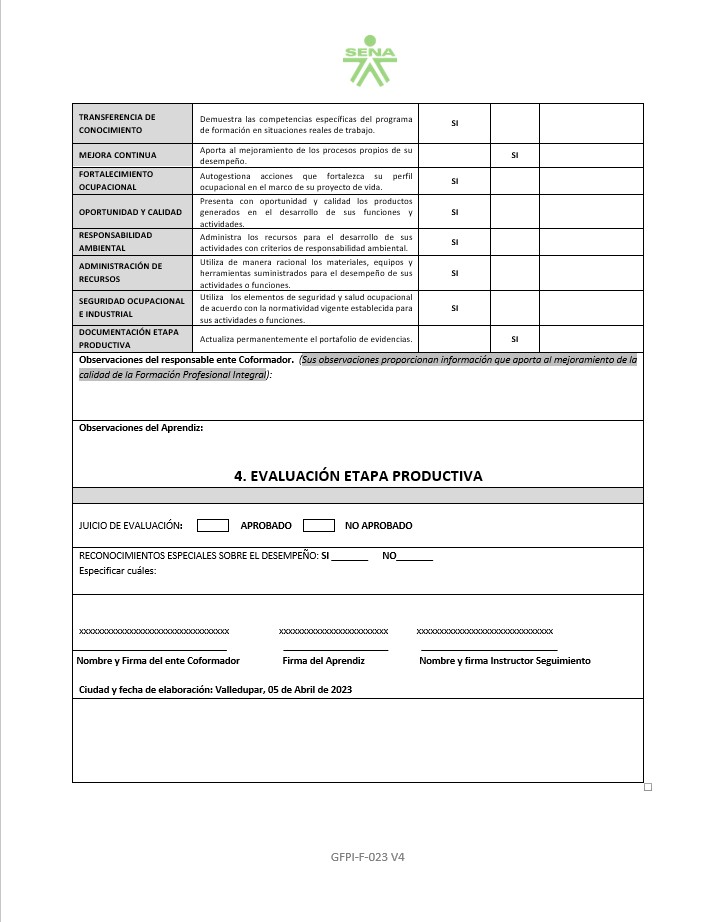 SENA
TRANSFERENCIA DE
CONOCIMIENTO
Demuestra las competencias específicas del programa
de formación en situaciones reales de trabajo.
SI
MEJORA CONTINUA
Aporta al mejoramiento de los procesos propios de su
desempeño.
SI
FORTALECIMIENTO
OCUPACIONAL
Autogestiona acciones que fortalezca su perfil
ocupacional en el marco de su proyecto de vida.
SI
OPORTUNIDAD Y CALIDAD
Presenta con oportunidad y calidad los productos
generados en el desarrollo de sus funciones y
actividades.
SI
RESPONSABILIDAD
AMBIENTAL
Administra los recursos para el desarrollo de sus
actividades con criterios de responsabilidad ambiental.
SI
ADMINISTRACIÓN DE
RECURSOS
Utiliza de manera racional los materiales, equipos y
herramientas suministrados para el desempeño de sus
actividades o funciones.
SI
SEGURIDAD OCUPACIONAL
E INDUSTRIAL
Utiliza los elementos de seguridad y salud ocupacional
de acuerdo con la normatividad vigente establecida para
sus actividades o funciones.
SI
DOCUMENTACIÓN ETAPA
PRODUCTIVA
Actualiza permanentemente el portafolio de evidencias.
SI
Observaciones del responsable ente Coformador. (Sus observaciones proporcionan información que aporta al mejoramiento de la
calidad de la Formación Profesional Integral):
Observaciones del Aprendiz:
4. EVALUACIÓN ETAPA PRODUCTIVA
JUICIO DE EVALUACIÓN: APROBADO NO APROBADO
RECONOCIMIENTOS ESPECIALES SOBRE EL DESEMPEÑO: SI _______ NO_______
Especificar cuáles:
xxxxxxxxxxxxxxxxxxxxxxxxxxxxxxxxx xxxxxxxxxxxxxxxxxxxxxxxx xxxxxxxxxxxxxxxxxxxxxxxxxxxxxx
Nombre y Firma del ente Coformador Firma del Aprendiz Nombre y firma Instructor Seguimiento
Ciudad y fecha de elaboración: Valledupar, 05 de Abril de 2023
GFPI-F-023 V4